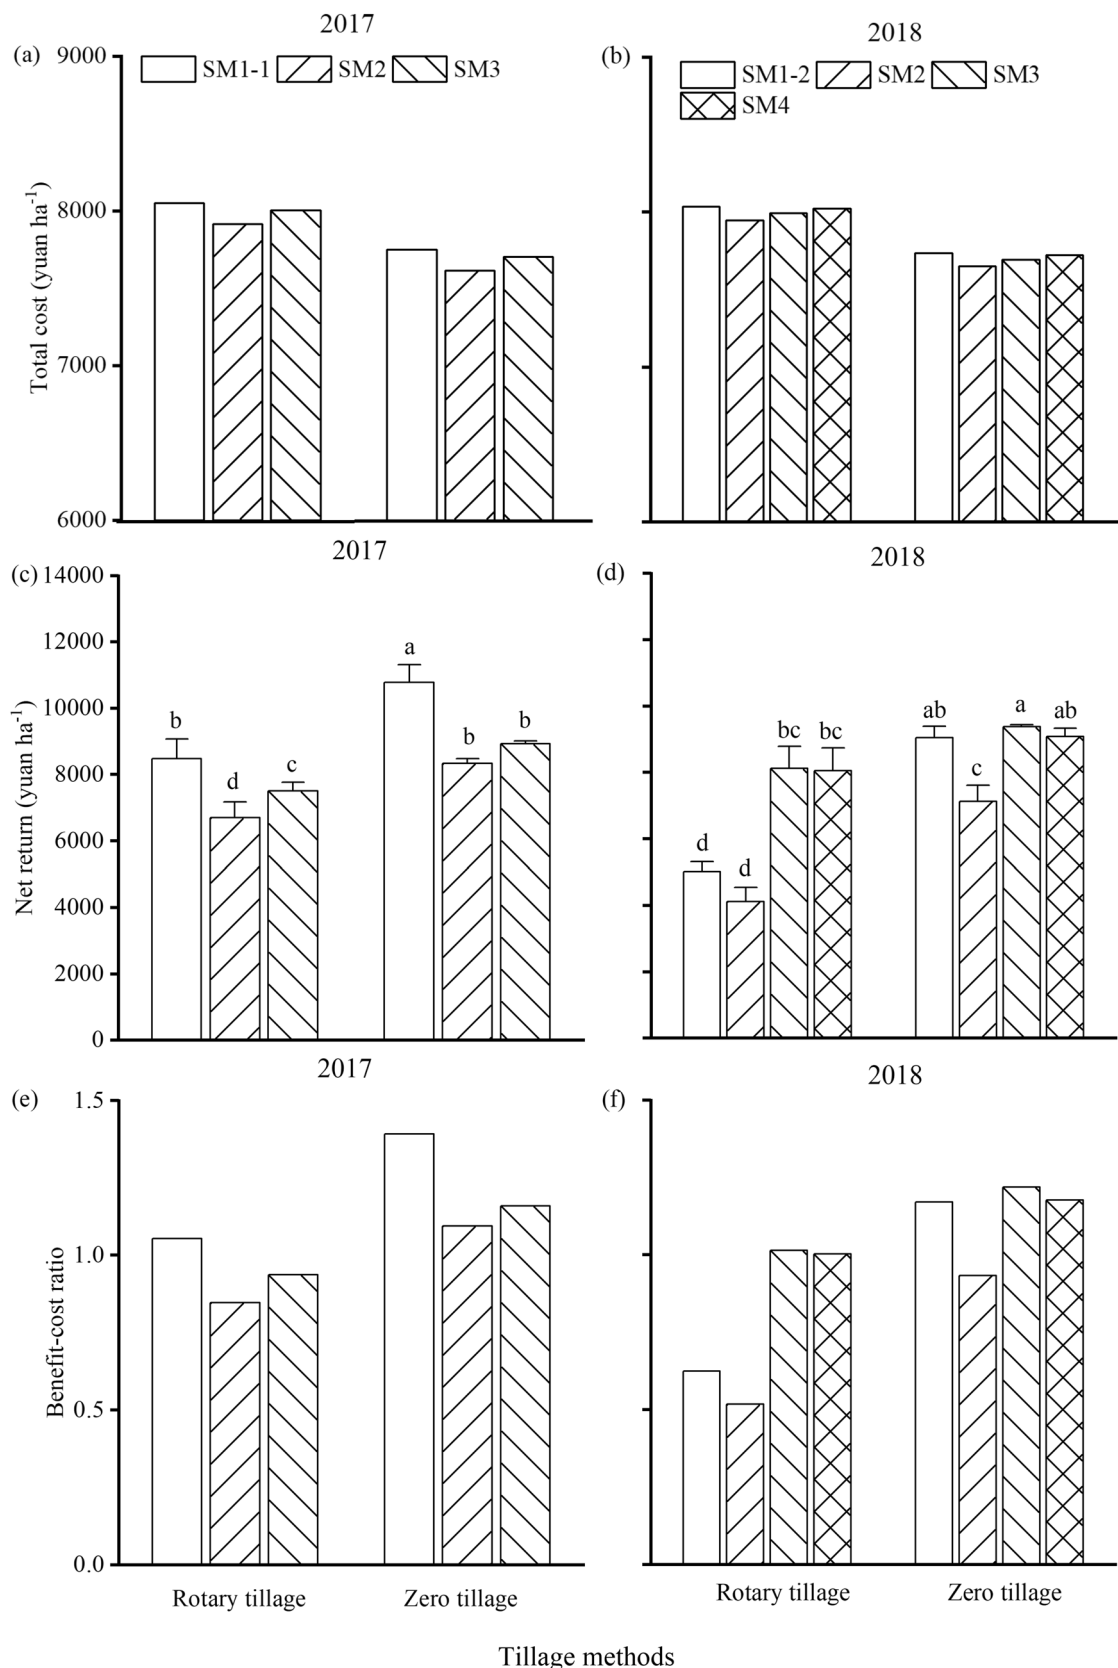 2017
2018
(a)
9000
SM1-1 SM2 SM3
(b)
SM1-2 SM2 SM3
SM4
8000
7000
6000
Total cost (yuan ha⁻¹)
2017
2018
(c)
14000
12000
10000
8000
6000
4000
2000
0
Net return (yuan ha⁻¹)
b
d
c
a
b
b
(d)
d
d
bc
bc
ab
c
a
ab
2017
2018
(e)
1.5
1.0
0.5
0.0
Benefit-cost ratio
(f)
Rotary tillage Zero tillage
Rotary tillage Zero tillage
Tillage methods